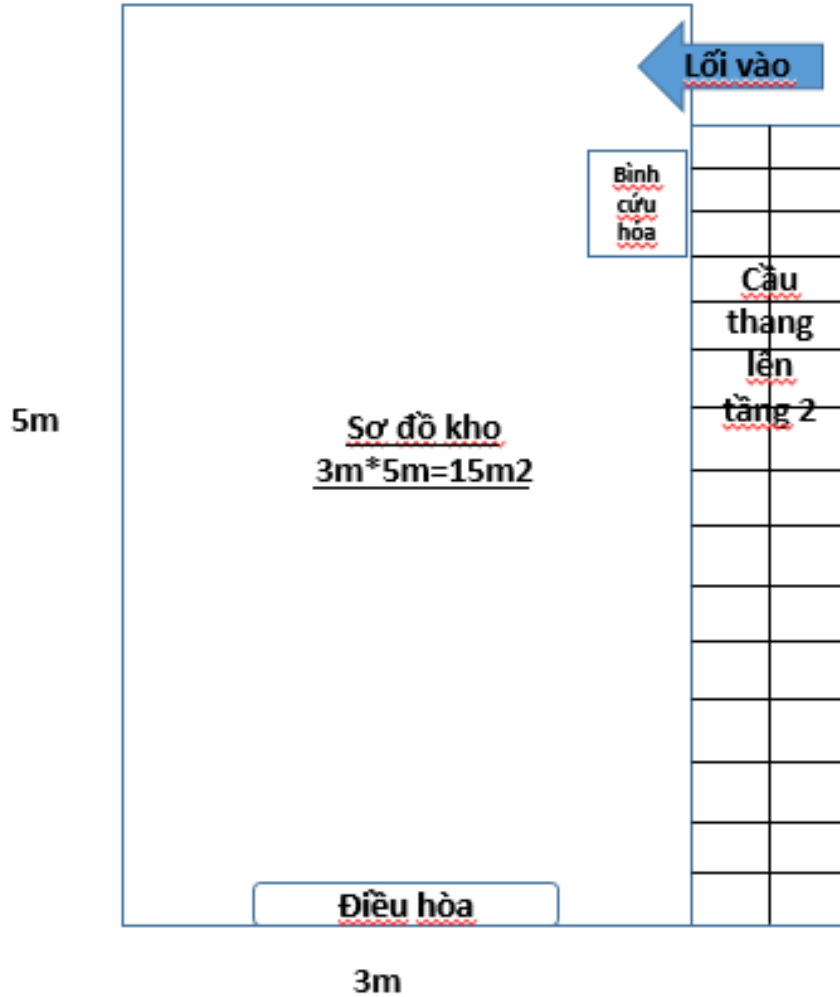 Lối vào
Bình
cứu
hỏa
Cầu
thang
lên
tầng 2
5m
Sơ đồ kho
3m*5m=15m2
Điều hòa
3m